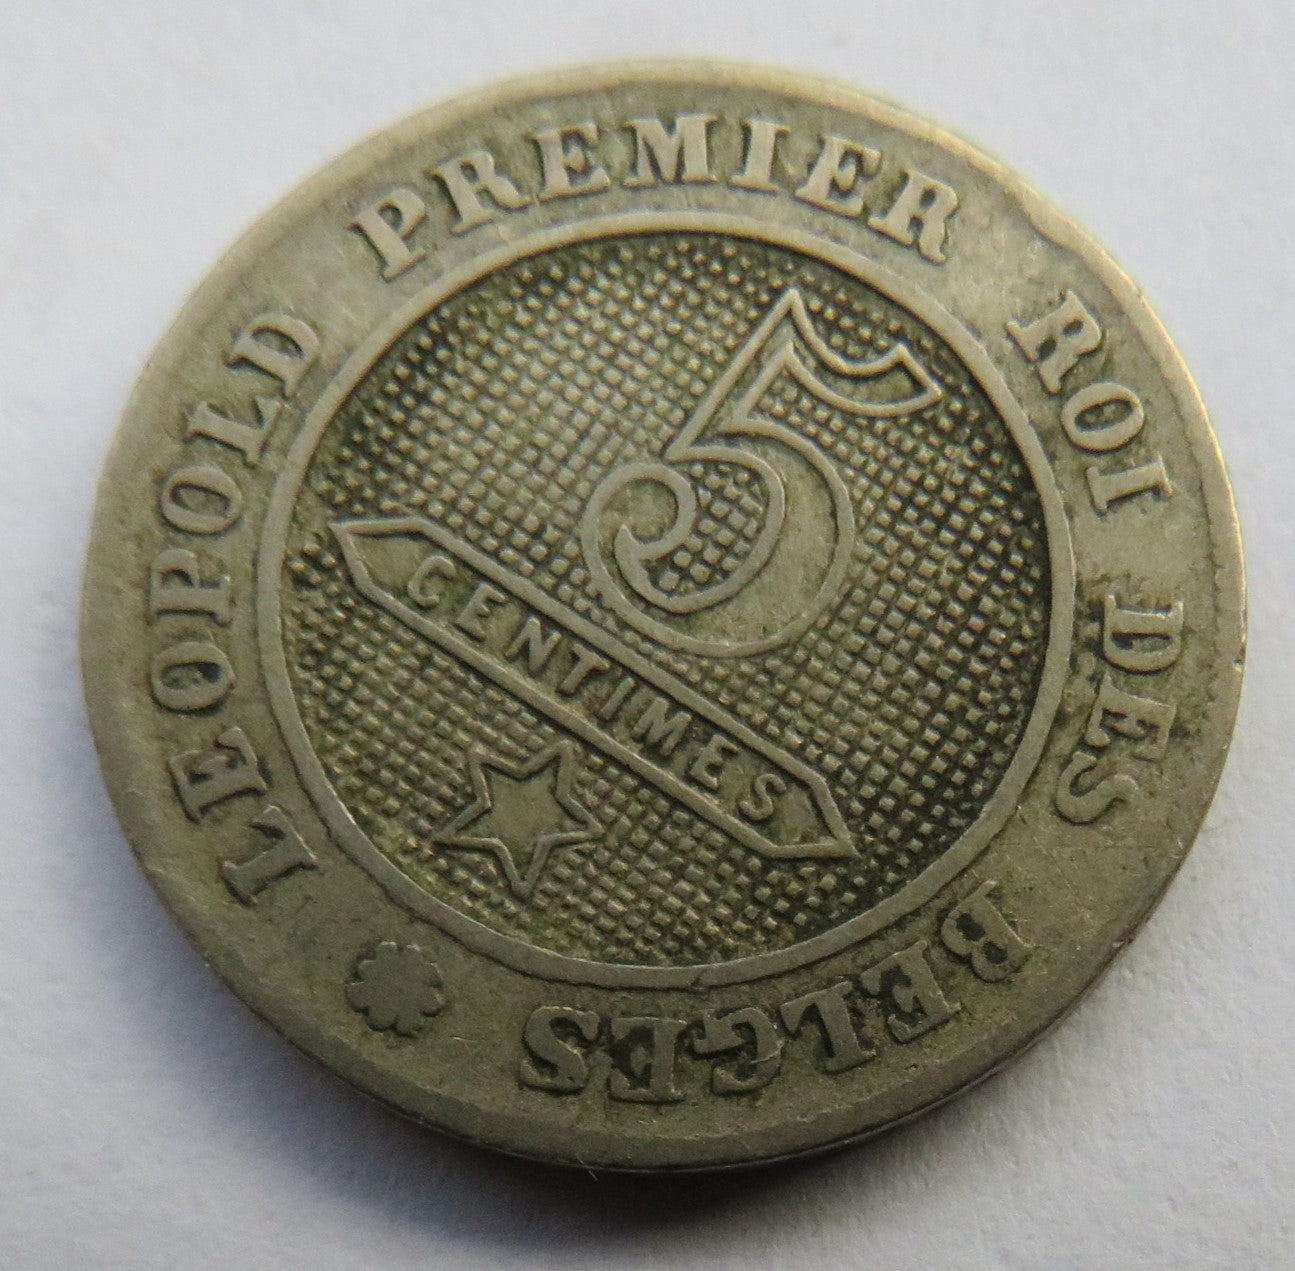 LEOPOLD PREMIER ROI DES BELGES
5
CENTIMES